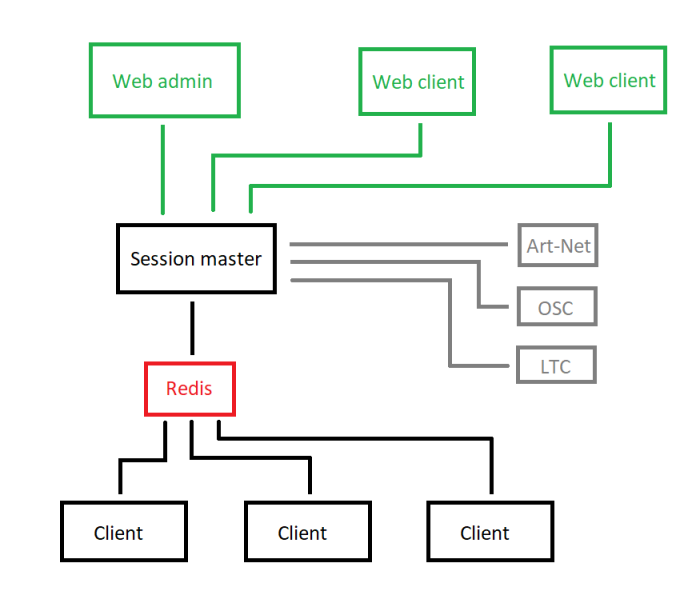 Web admin
Web client
Web client
Session master
Art-Net
OSC
LTC
Redis
Client
Client
Client